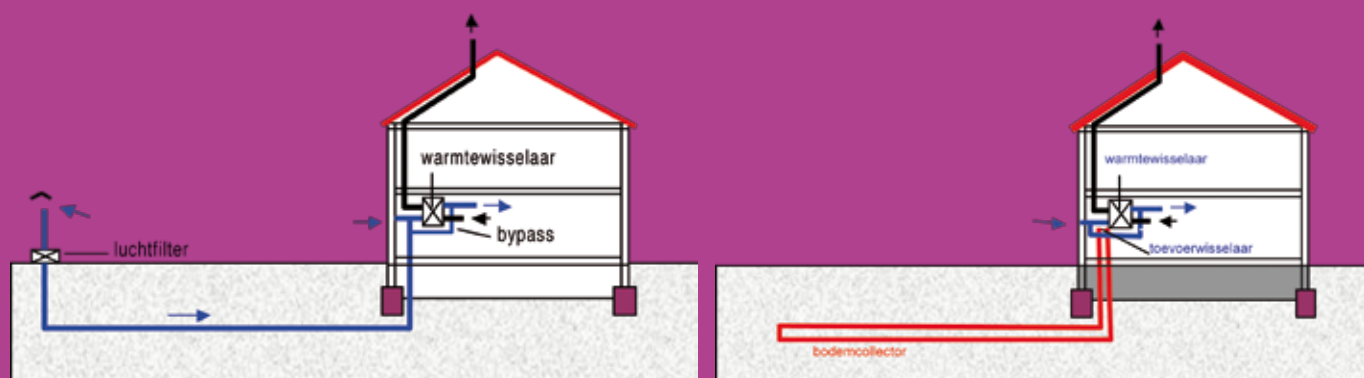 warmtewisselaar
bypass
luchtfilter
warmtewisselaar
toevoerwisselaar
bodemcollector